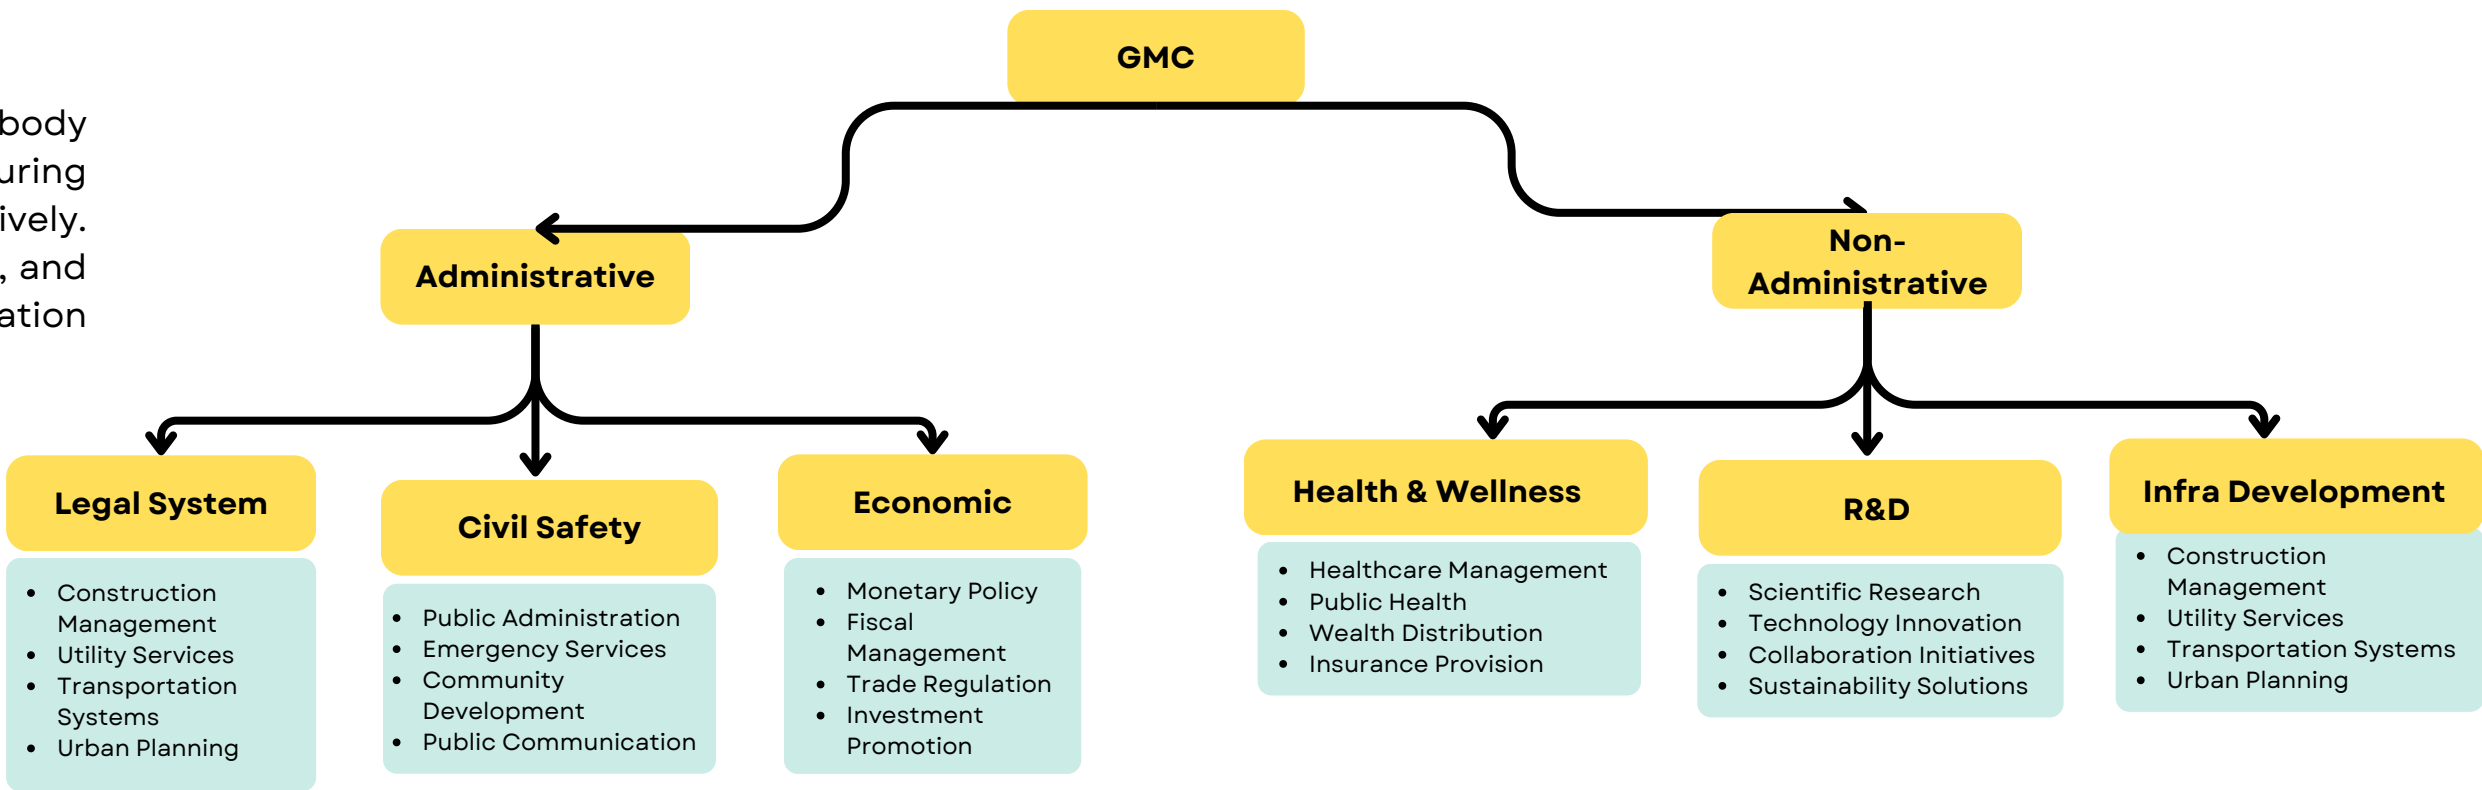 GMC
body
uring
ively.
, and
ation
Administrative
Non-
Administrative
Legal System
Civil Safety
Economic
Health & Wellness
R&D
Infra Development
• Construction
Management
• Utility Services
• Transportation
Systems
• Urban Planning
• Public Administration
• Emergency Services
• Community
Development
• Public Communication
• Monetary Policy
• Fiscal
Management
• Trade Regulation
• Investment
Promotion
• Healthcare Management
• Public Health
• Wealth Distribution
• Insurance Provision
• Scientific Research
• Technology Innovation
• Collaboration Initiatives
• Sustainability Solutions
• Construction
Management
• Utility Services
• Transportation Systems
• Urban Planning